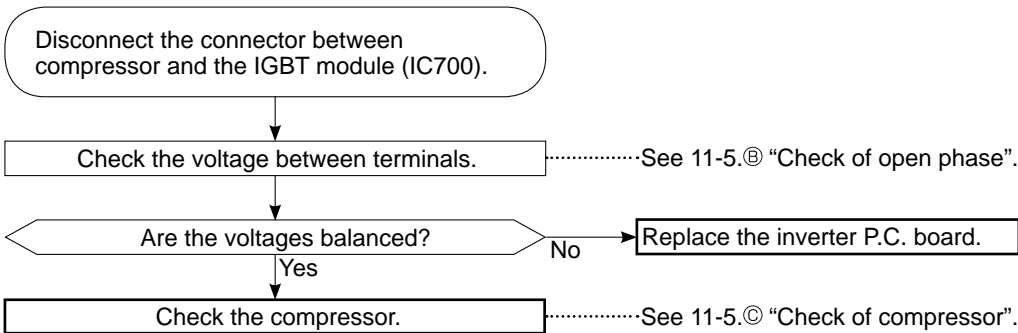 Disconnect the connector between
compressor and the IGBT module (IC700).
Check the voltage between terminals.
See 11-5.Ⓑ “Check of open phase”.
Are the voltages balanced?
No
Replace the inverter P.C. board.
Yes
Check the compressor.
See 11-5.Ⓒ “Check of compressor”.